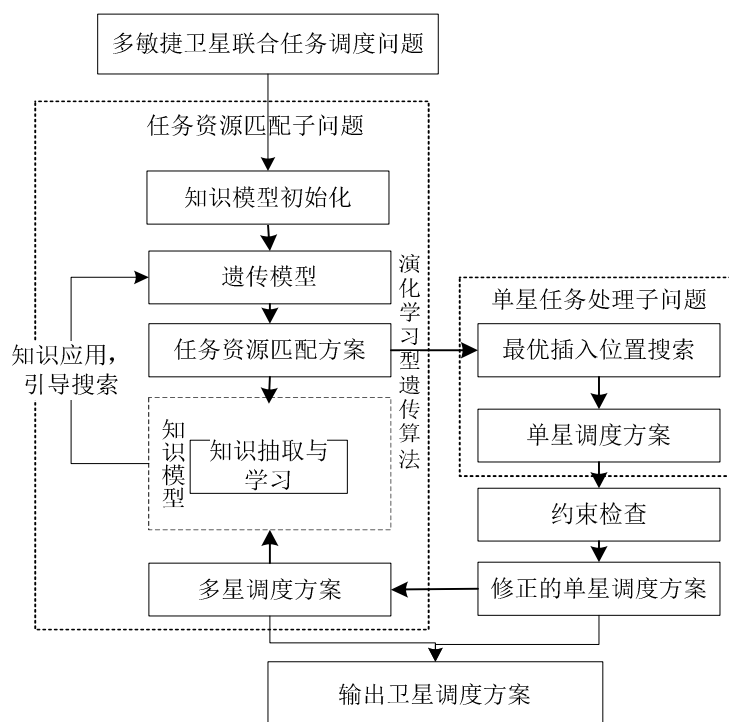 多敏捷卫星联合任务调度问题
任务资源匹配子问题
知识模型初始化
遗传模型
任务资源匹配方案
演化学习型遗传算法
知识应用，
引导搜索
知识模型
知识抽取与
学习
多星调度方案
单星任务处理子问题
最优插入位置搜索
单星调度方案
约束检查
修正的单星调度方案
输出卫星调度方案